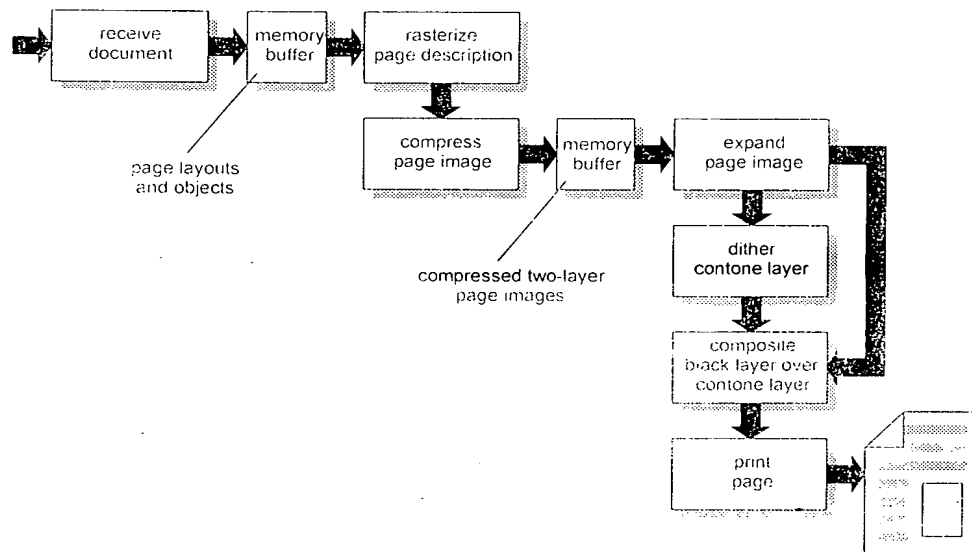 receive
document
memory
buffer
rasterize
page description
page layouts
and objects
compress
page image
memory
buffer
expand
page image
compressed two-layer
page images
dither
contone layer
composite
black layer over
contone layer
print
page